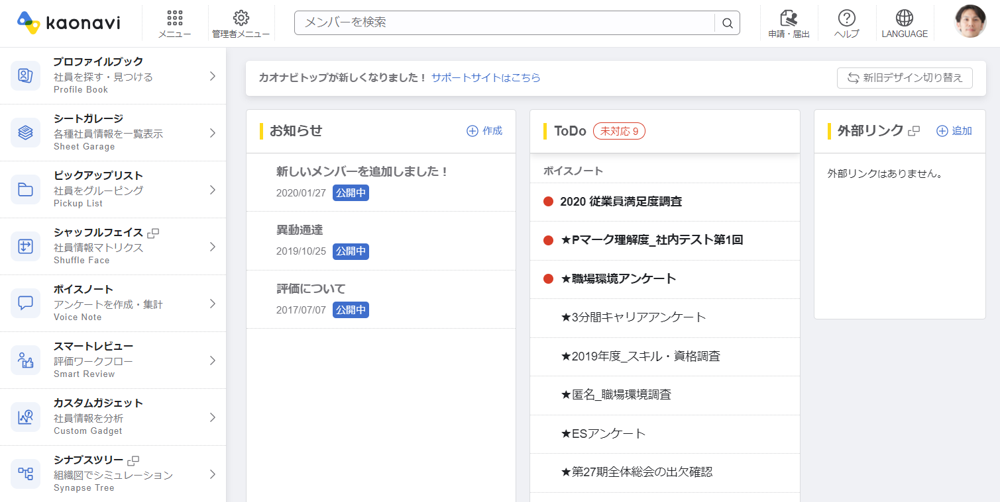 kaonavi
メニュー
管理者メニュー
メンバーを検索
申請・届出
ヘルプ
LANGUAGE
プロファイルブック
社員を探す・見つける
Profile Book
シートガレージ
各種社員情報を一覧表示
Sheet Garage
ピックアップリスト
社員をグルーピング
Pickup List
シャッフルフェイス
社員情報マトリクス
Shuffle Face
ボイスノート
アンケートを作成・集計
Voice Note
スマートレビュー
評価ワークフロー
Smart Review
カスタムガジェット
社員情報を分析
Custom Gadget
シナプスツリー
組織図でシミュレーション
Synapse Tree
カオナビトップが新しくなりました！ サポートサイトはこちら
新旧デザイン切り替え
お知らせ
作成
新しいメンバーを追加しました！
2020/01/27 公開中
異動通達
2019/10/25 公開中
評価について
2017/07/07 公開中
ToDo 未対応 9
ボイスノート
2020 従業員満足度調査
★Pマーク理解度_社内テスト第1回
★職場環境アンケート
★3分間キャリアアンケート
★2019年度_スキル・資格調査
★匿名_職場環境調査
★ESアンケート
★第27期全体総会の出欠確認
外部リンク
追加
外部リンクはありません。